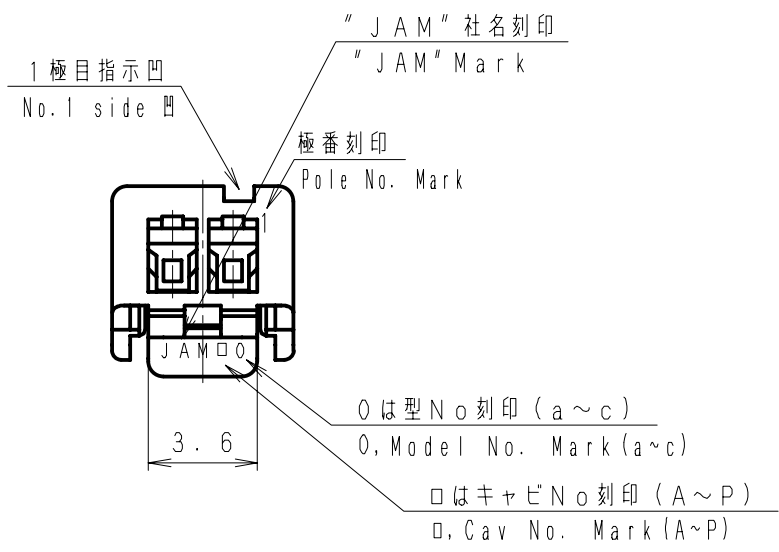 "JAM"社名刻印
"JAM"Mark
1極目指示凹
No.1 side 凹
極番刻印
Pole No. Mark
1
JAM□O
3.6
Oは型No刻印(a～c)
O,Model No. Mark(a~c)
□はキャビNo刻印(A～P)
□,Cav No. Mark(A~P)